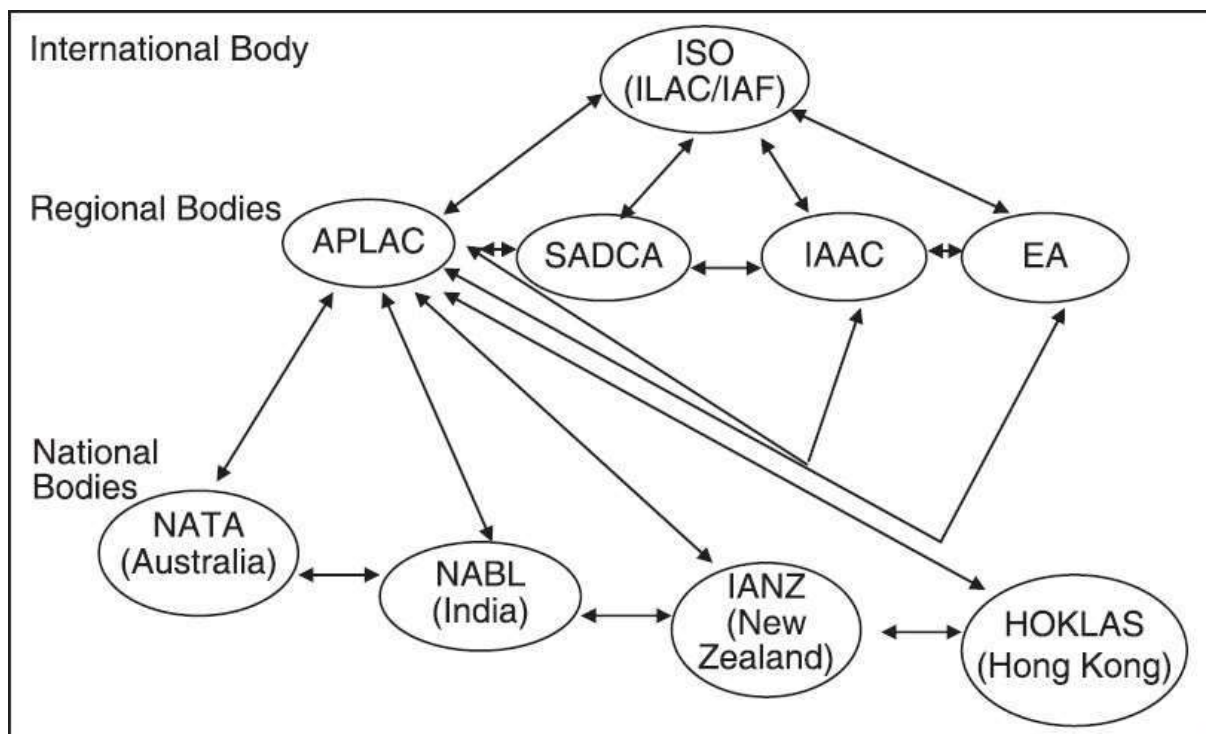 International Body
ISO
(ILAC/IAF)
Regional Bodies
APLAC
SADCA
IAAC
EA
National
Bodies
NATA
(Australia)
NABL
(India)
IANZ
(New
Zealand)
HOKLAS
(Hong Kong)